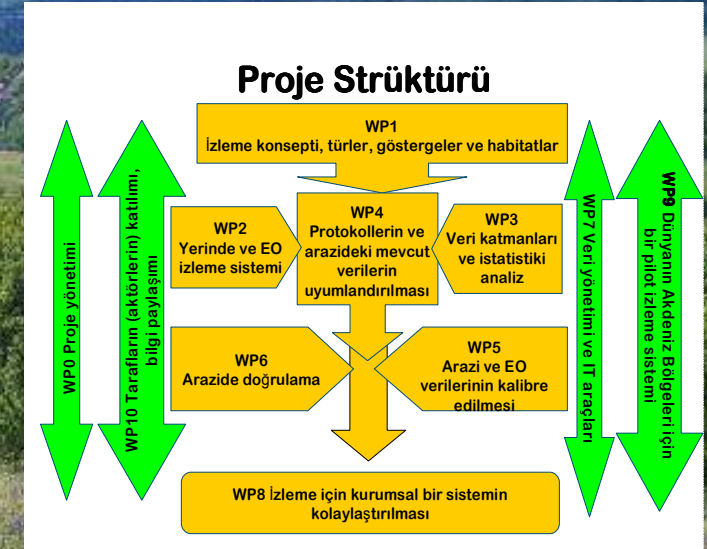 Proje Strüktürü
WP1
İzleme konsepti, türler, göstergeler ve habitatlar
WP0 Proje yönetimi
WP10 Tarafların (aktörlerin) katılımı,
bilgi paylaşımı
WP2
Yerinde ve EO
izleme sistemi
WP4
Protokollerin ve
arazideki mevcut
verilerin
uyumlandırılması
WP3
Veri katmanları
ve istatistiki
analiz
WP6
Arazide doğrulama
WP5
Arazi ve EO
verilerinin kalibre
edilmesi
WP7 Veri yönetimi ve IT araçları
WP9 Dünyanın Akdeniz Bölgeleri için
bir pilot izleme sistemi
WP8 İzleme için kurumsal bir sistemin
kolaylaştırılması